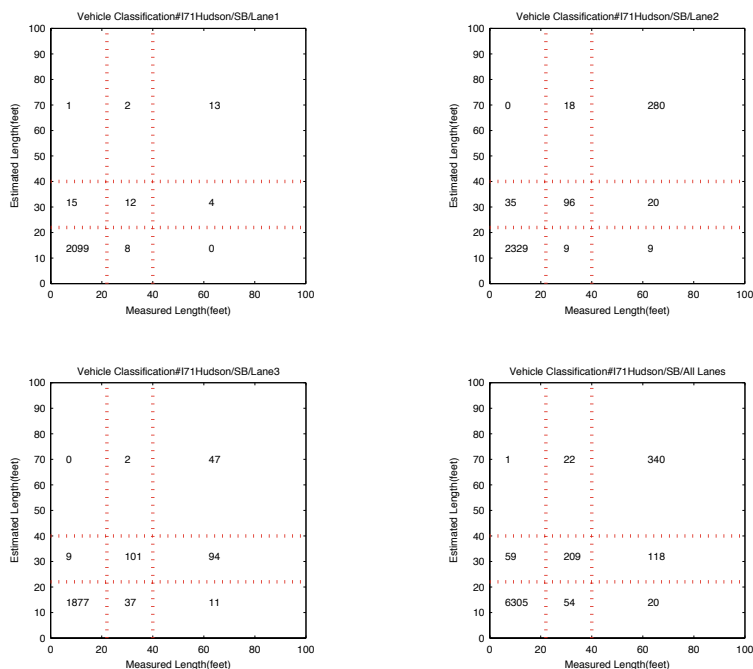 Vehicle Classification#I71Hudson/SB/Lane1
100
90
80
70
60
50
40
30
20
10
0
Estimated Length(feet)
1 2 13
15 12 4
2099 8 0
0 20 40 60 80 100
Measured Length(feet)
Vehicle Classification#I71Hudson/SB/Lane2
100
90
80
70
60
50
40
30
20
10
0
Estimated Length(feet)
0 18 280
35 96 20
2329 9 9
0 20 40 60 80 100
Measured Length(feet)
Vehicle Classification#I71Hudson/SB/Lane3
100
90
80
70
60
50
40
30
20
10
0
Estimated Length(feet)
0 2 47
9 101 94
1877 37 11
0 20 40 60 80 100
Measured Length(feet)
Vehicle Classification#I71Hudson/SB/All Lanes
100
90
80
70
60
50
40
30
20
10
0
Estimated Length(feet)
1 22 340
59 209 118
6305 54 20
0 20 40 60 80 100
Measured Length(feet)